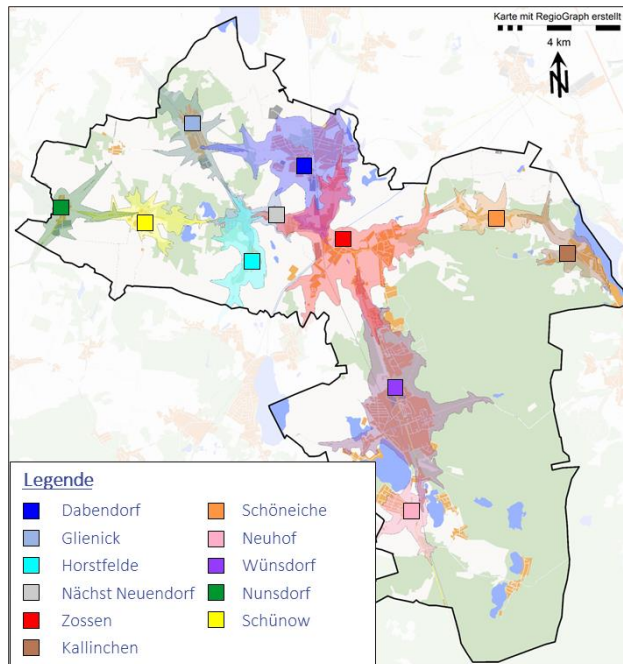 Karte mit RegioGraph erstellt
4 km
N
Legende
Dabendorf
Glienick
Horstfelde
Nächst Neuendorf
Zossen
Kallinchen
Schöneiche
Neuhof
Wünsdorf
Nunsdorf
Schünow